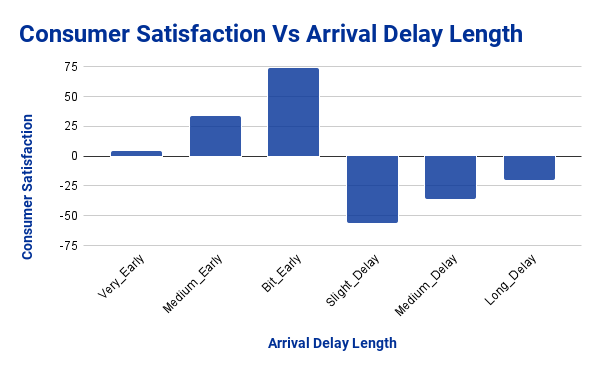 Consumer Satisfaction Vs Arrival Delay Length
Consumer Satisfaction
75
50
25
0
-25
-50
-75
Very_Early
Medium_Early
Bit_Early
Slight_Delay
Medium_Delay
Long_Delay
Arrival Delay Length